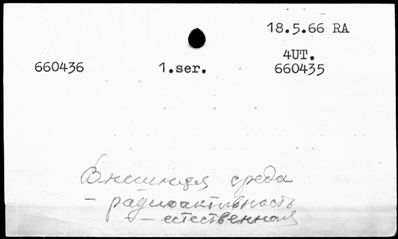 18.5.66 RA
4UT.
660436 1.ser. 660435
Внешняя среда
- радиоактивность
- естественная